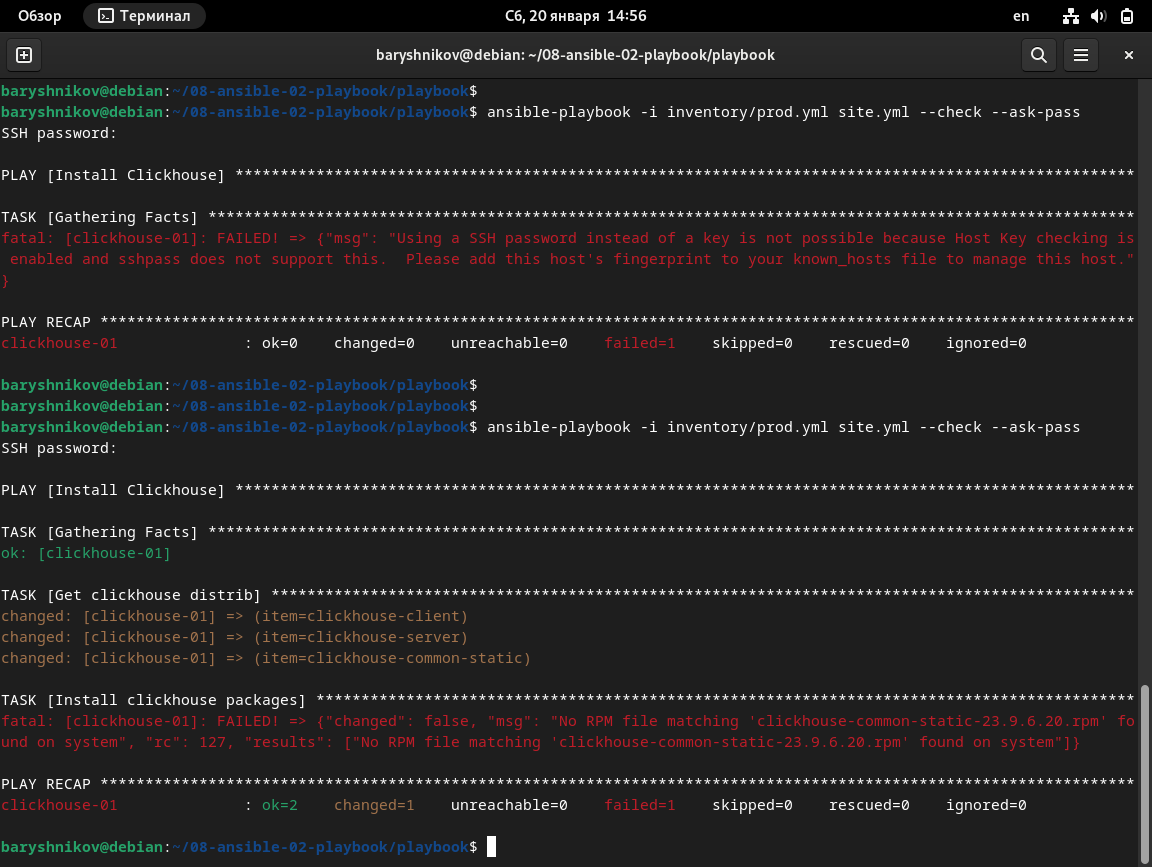 Обзор Терминал Сб, 20 января 14:56 en
baryshnikov@debian: ~/08-ansible-02-playbook/playbook
baryshnikov@debian:~/08-ansible-02-playbook/playbook$
baryshnikov@debian:~/08-ansible-02-playbook/playbook$ ansible-playbook -i inventory/prod.yml site.yml --check --ask-pass
SSH password:
PLAY [Install Clickhouse] ****************************************************************************************************
TASK [Gathering Facts] *******************************************************************************************************
fatal: [clickhouse-01]: FAILED! => {"msg": "Using a SSH password instead of a key is not possible because Host Key checking is
 enabled and sshpass does not support this.  Please add this host's fingerprint to your known_hosts file to manage this host."
}
PLAY RECAP *******************************************************************************************************************
clickhouse-01              : ok=0    changed=0    unreachable=0    failed=1    skipped=0    rescued=0    ignored=0
baryshnikov@debian:~/08-ansible-02-playbook/playbook$
baryshnikov@debian:~/08-ansible-02-playbook/playbook$
baryshnikov@debian:~/08-ansible-02-playbook/playbook$ ansible-playbook -i inventory/prod.yml site.yml --check --ask-pass
SSH password:
PLAY [Install Clickhouse] ****************************************************************************************************
TASK [Gathering Facts] *******************************************************************************************************
ok: [clickhouse-01]
TASK [Get clickhouse distrib] ************************************************************************************************
changed: [clickhouse-01] => (item=clickhouse-client)
changed: [clickhouse-01] => (item=clickhouse-server)
changed: [clickhouse-01] => (item=clickhouse-common-static)
TASK [Install clickhouse packages] *******************************************************************************************
fatal: [clickhouse-01]: FAILED! => {"changed": false, "msg": "No RPM file matching 'clickhouse-common-static-23.9.6.20.rpm' fo
und on system", "rc": 127, "results": ["No RPM file matching 'clickhouse-common-static-23.9.6.20.rpm' found on system"]}
PLAY RECAP *******************************************************************************************************************
clickhouse-01              : ok=2    changed=1    unreachable=0    failed=1    skipped=0    rescued=0    ignored=0
baryshnikov@debian:~/08-ansible-02-playbook/playbook$